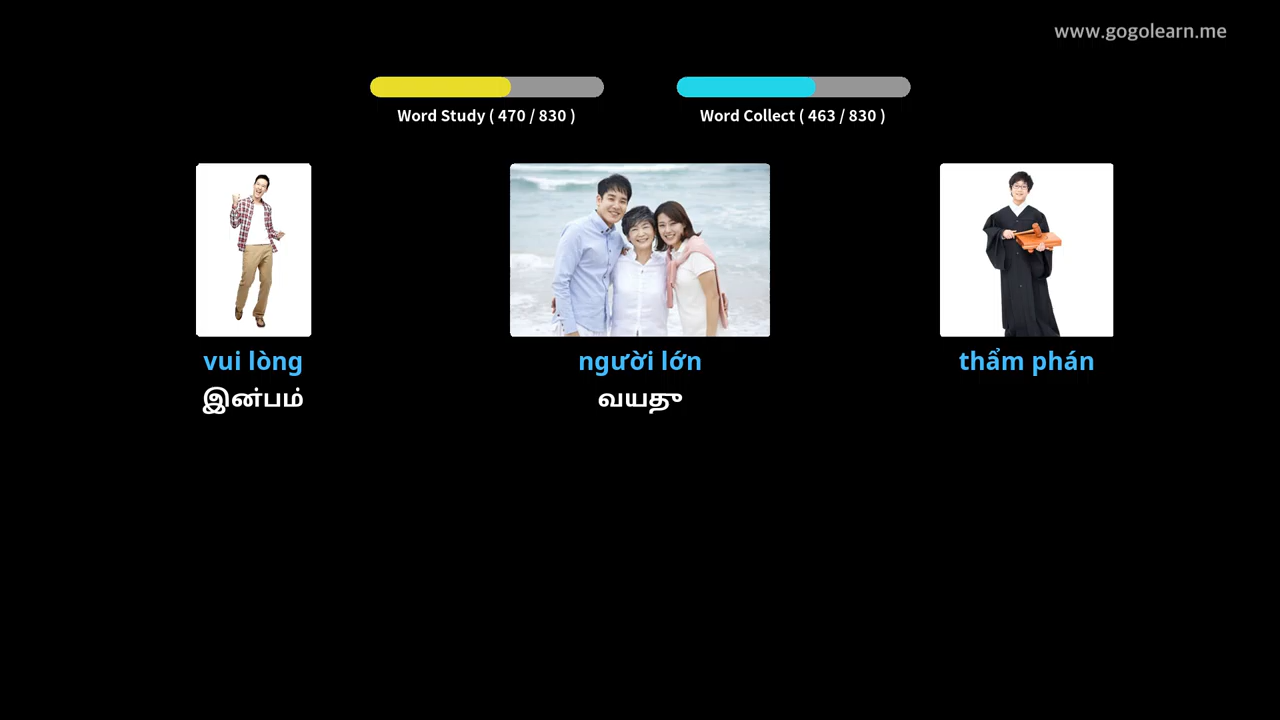 www.gogolearn.me
Word Study ( 470 / 830 )
Word Collect ( 463 / 830 )
vui lòng
người lớn
thẩm phán
இன்பம்
வயது